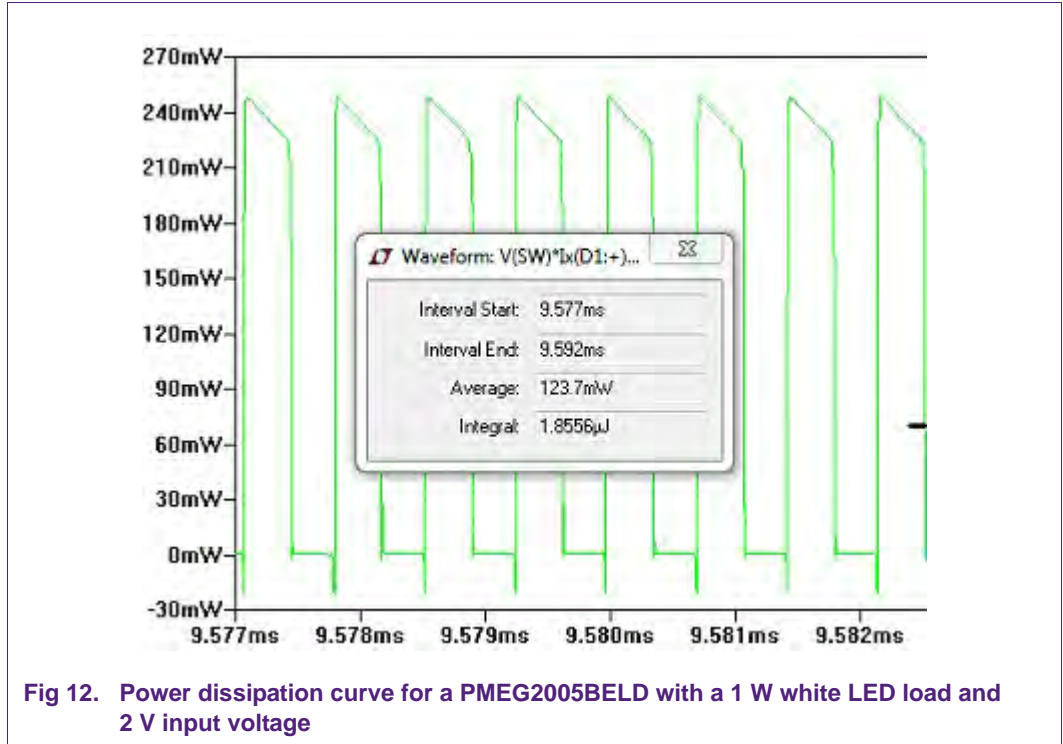 270mW
240mW
210mW
180mW
150mW
120mW
90mW
60mW
30mW
0mW
-30mW
Waveform: V(SW)*Ix(D1:+)...
Interval Start: 9.577ms
Interval End: 9.592ms
Average: 123.7mW
Integral: 1.8556µJ
9.577ms 9.578ms 9.579ms 9.580ms 9.581ms 9.582ms
Fig 12. Power dissipation curve for a PMEG2005BELD with a 1 W white LED load and
2 V input voltage